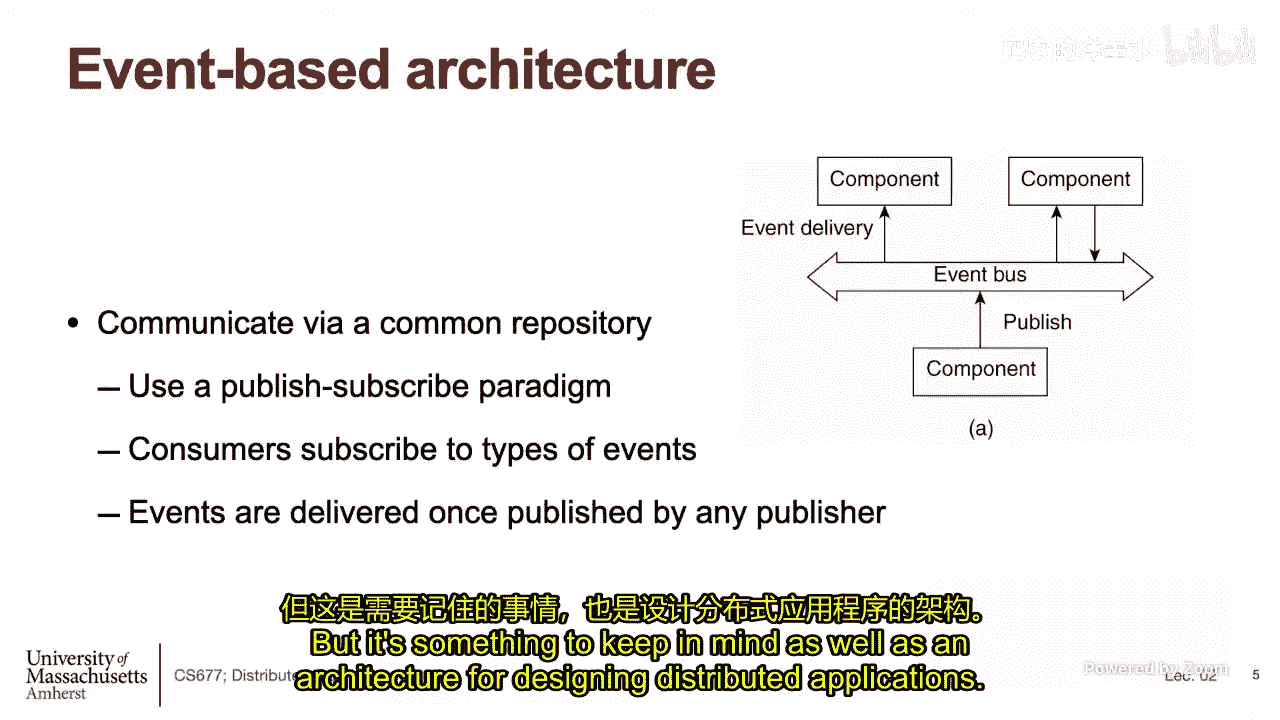 Event-based architecture
bilibili
Component
Component
Event delivery
Event bus
Publish
Component
(a)
• Communicate via a common repository
– Use a publish-subscribe paradigm
– Consumers subscribe to types of events
– Events are delivered once published by any publisher
但这是需要记住的事情，也是设计分布式应用程序的架构。
But it's something to keep in mind as well as an
architecture for designing distributed applications.
University of
Massachusetts
Amherst
CS677; Distribute
Powered by Zoom
Lec. 02
5